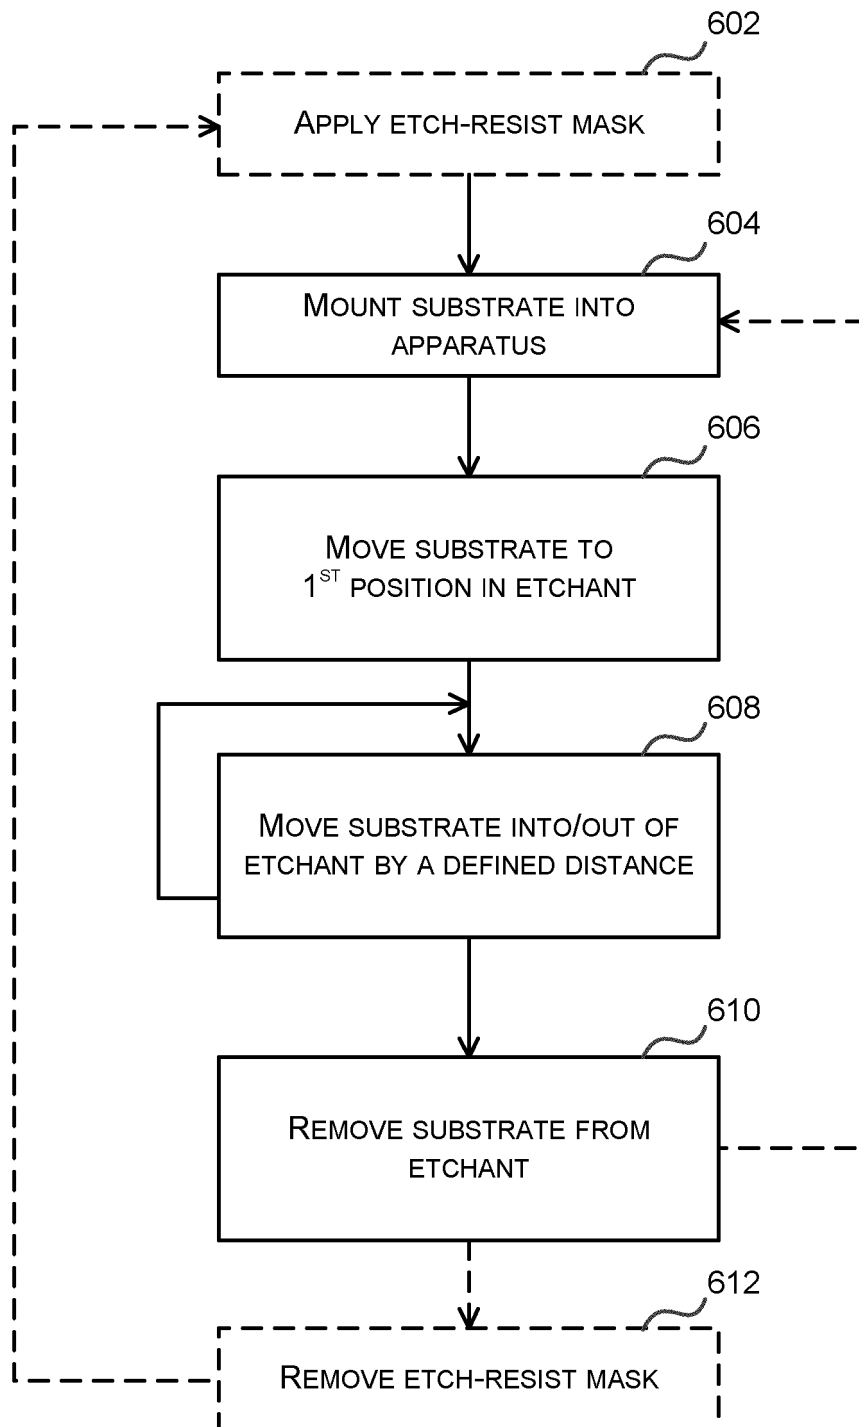 602
APPLY ETCH-RESIST MASK
604
MOUNT SUBSTRATE INTO
APPARATUS
606
MOVE SUBSTRATE TO
1ST POSITION IN ETCHANT
608
MOVE SUBSTRATE INTO/OUT OF
ETCHANT BY A DEFINED DISTANCE
610
REMOVE SUBSTRATE FROM
ETCHANT
612
REMOVE ETCH-RESIST MASK